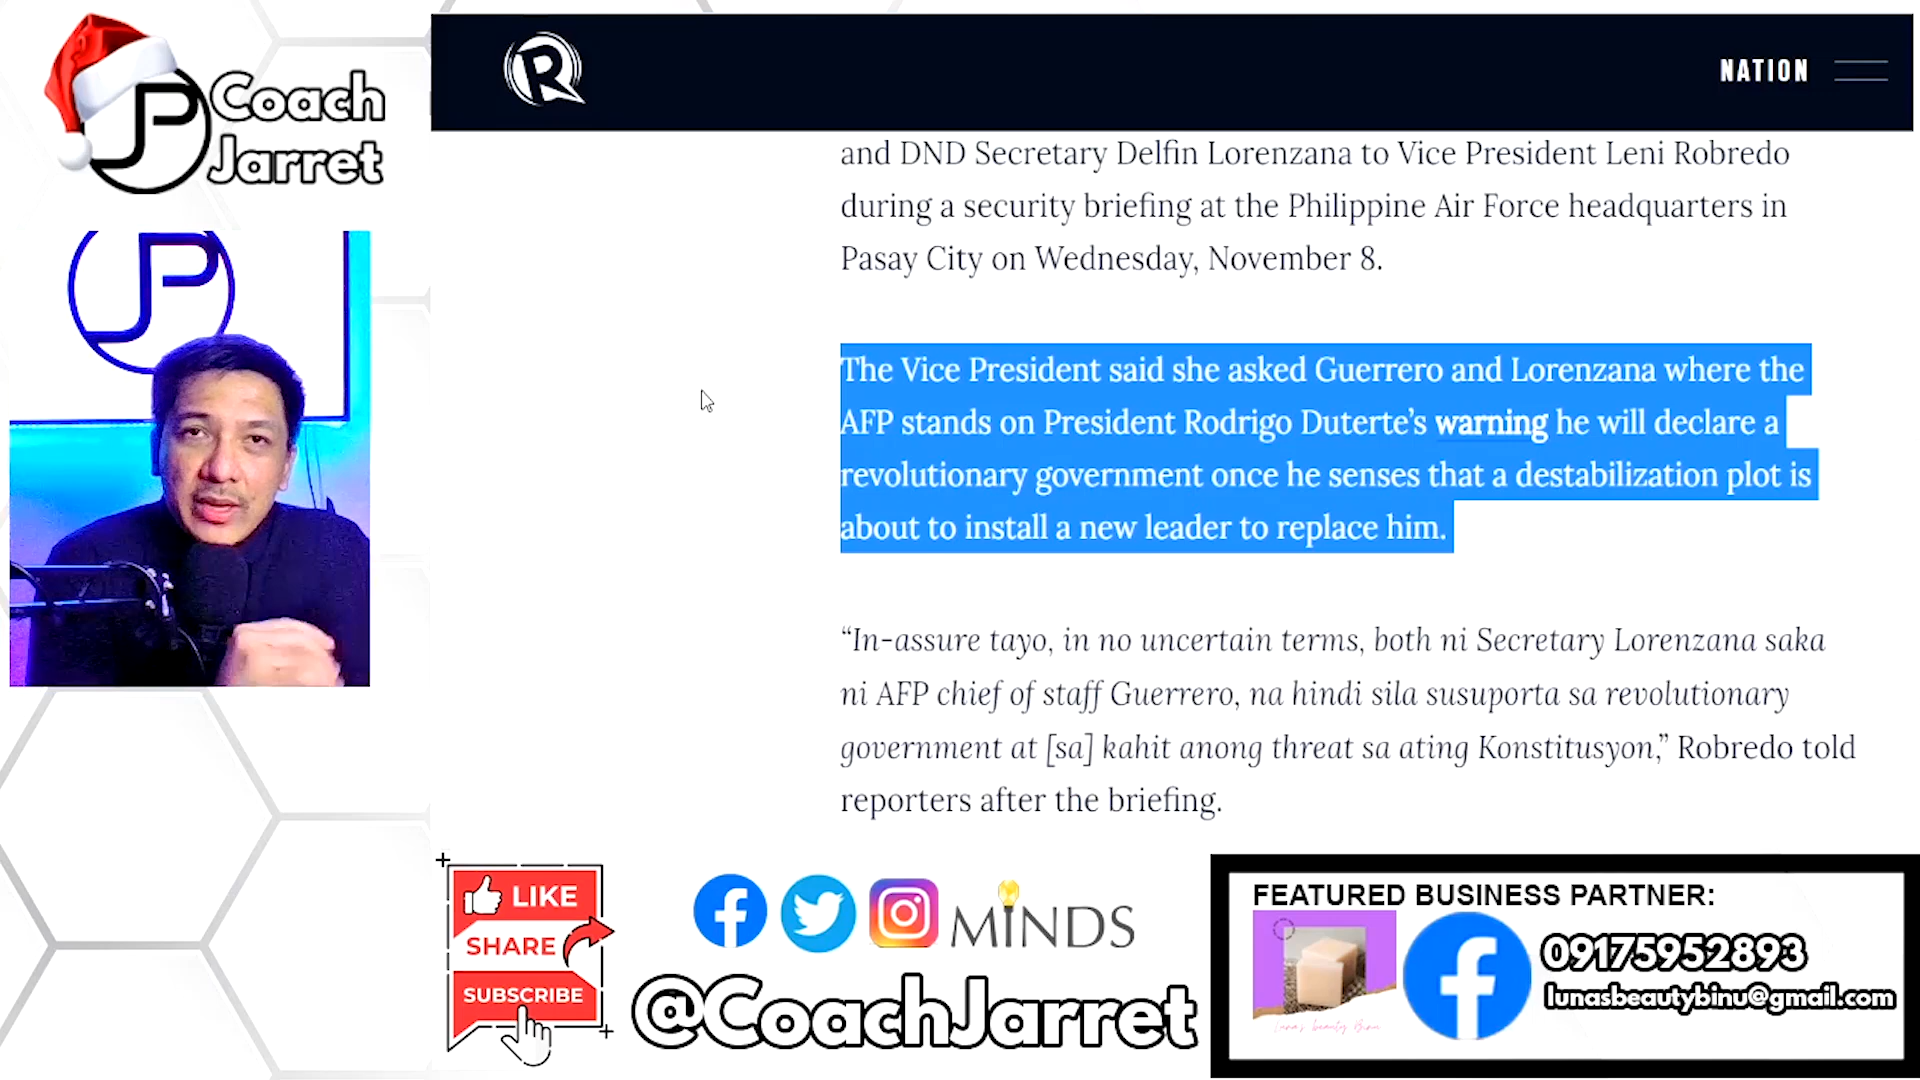 Coach
Jarret
NATION
and DND Secretary Delfin Lorenzana to Vice President Leni Robredo
during a security briefing at the Philippine Air Force headquarters in
Pasay City on Wednesday, November 8.
The Vice President said she asked Guerrero and Lorenzana where the
AFP stands on President Rodrigo Duterte’s warning he will declare a
revolutionary government once he senses that a destabilization plot is
about to install a new leader to replace him.
“In-assure tayo, in no uncertain terms, both ni Secretary Lorenzana saka
ni AFP chief of staff Guerrero, na hindi sila susuporta sa revolutionary
government at [sa] kahit anong threat sa ating Konstitusyon,” Robredo told
reporters after the briefing.
LIKE
SHARE
SUBSCRIBE
MINDS
@CoachJarret
FEATURED BUSINESS PARTNER:
Luna's Beauty Binu
09175952893
lunasbeautybinu@gmail.com